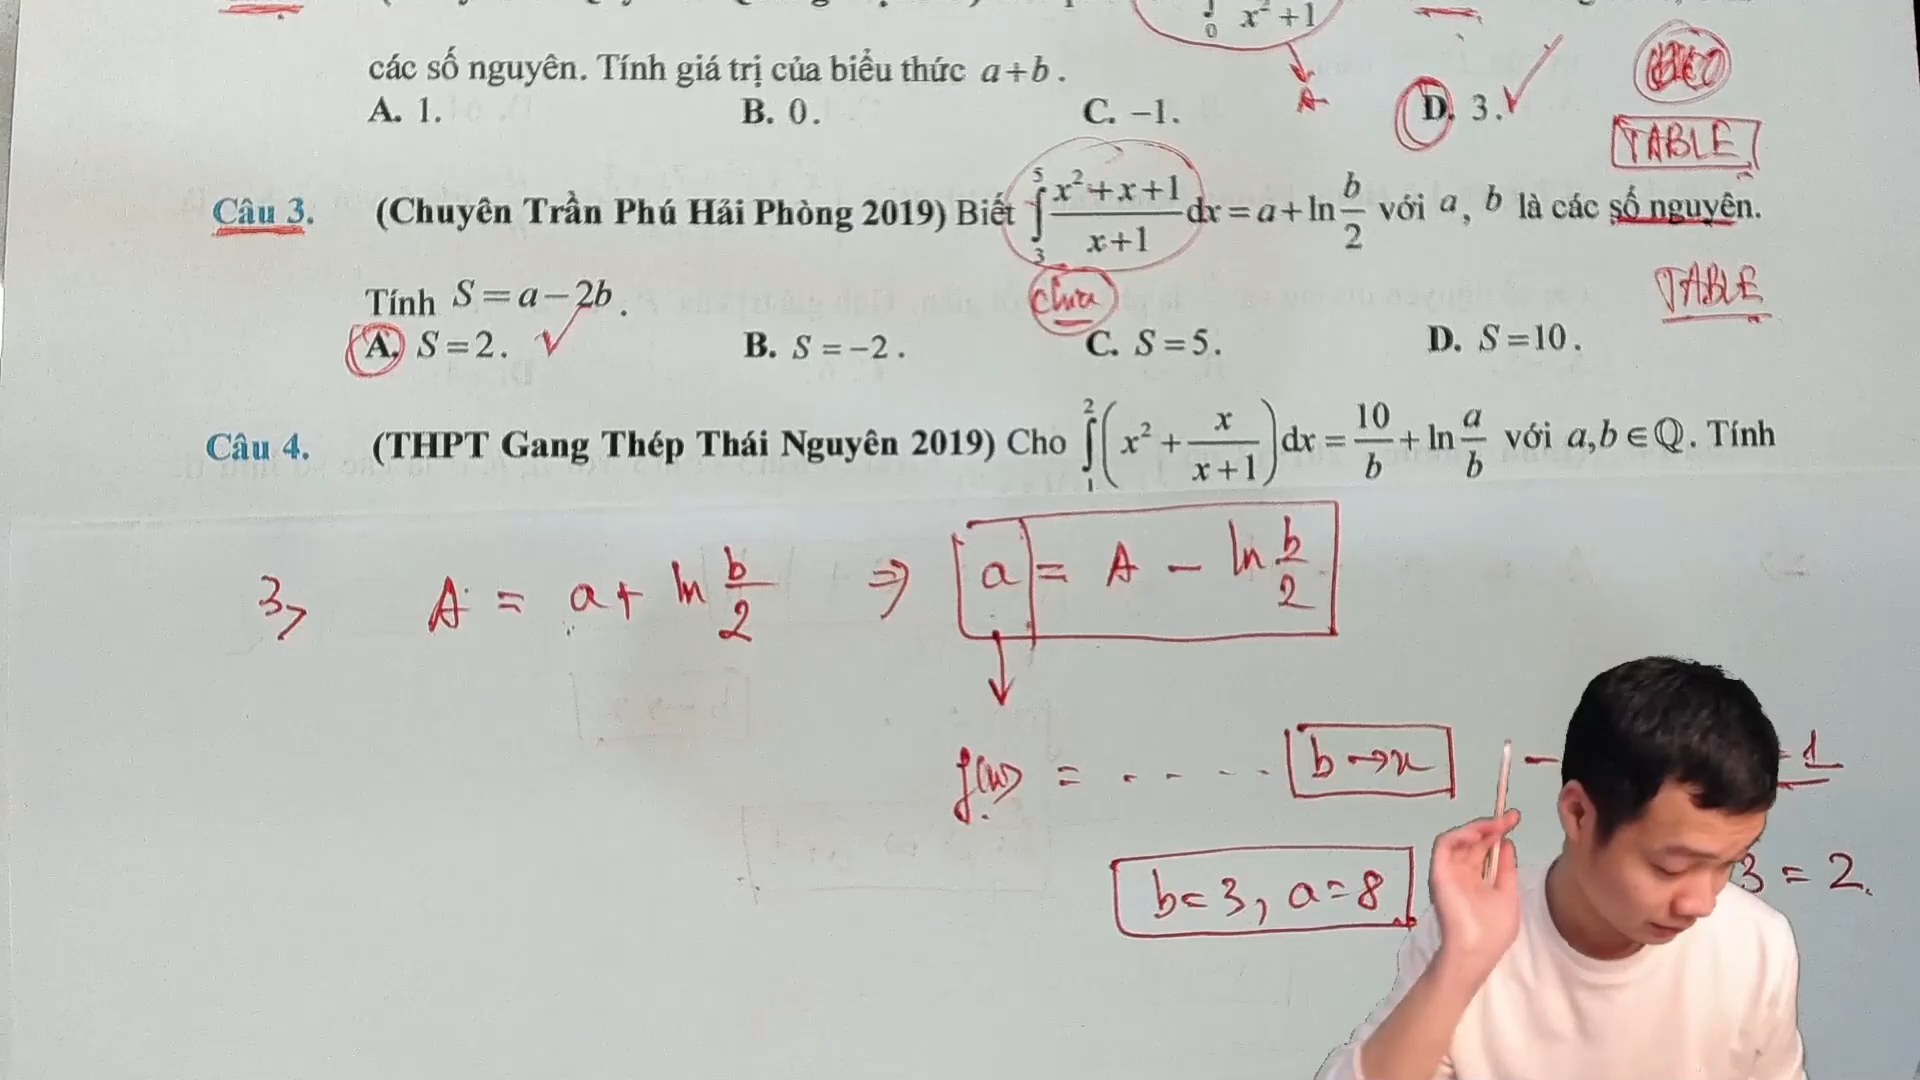 x² + 1
0
các số nguyên. Tính giá trị của biểu thức a + b .
A. 1. B. 0. C. −1. D. 3.
A
TABLE
Câu 3. (Chuyên Trần Phú Hải Phòng 2019) Biết ∫₃⁵ (x² + x + 1)/(x + 1) dx = a + ln b/2 với a, b là các số nguyên.
Tính S = a − 2b .
chứa
TABLE
A. S = 2. B. S = −2 . C. S = 5. D. S = 10 .
Câu 4. (THPT Gang Thép Thái Nguyên 2019) Cho ∫₁² (x² + x/(x + 1)) dx = 10/b + ln a/b với a, b ∈ ℚ. Tính
3, A = a + ln b/2 ⇒ a = A − ln b/2
f(x) = . . . . b → x
b = 3, a = 8
3 = 2.